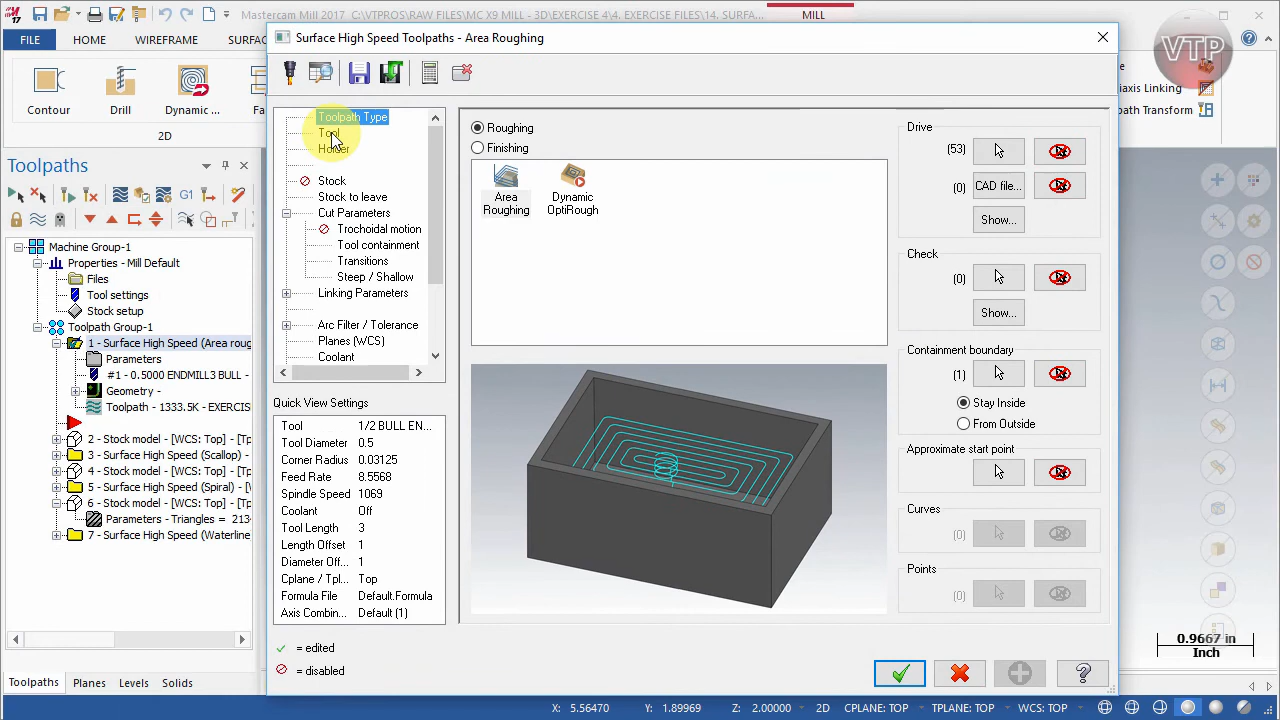 17
Mastercam Mill 2017
C:\VTPROS\RAW FILES\MC X9 MILL - 3D\EXERCISE 4\4. EXERCISE FILES\14. SURFA...
MILL
FILE
HOME
WIREFRAME
VTP
Contour
Drill
Dynamic ...
2D
Toolpaths
G1
Machine Group-1
Properties - Mill Default
Files
Tool settings
Stock setup
Toolpath Group-1
1 - Surface High Speed (Area roug
Parameters
#1 - 0.5000 ENDMILL3 BULL -
Geometry -
Toolpath - 1333.5K - EXERCIS
2 - Stock model - [WCS: Top] - [Tp
3 - Surface High Speed (Scallop) -
4 - Stock model - [WCS: Top] - [Tp
5 - Surface High Speed (Spiral) - [
6 - Stock model - [WCS: Top] - [Tp
Parameters - Triangles = 213
7 - Surface High Speed (Waterline
Toolpaths
Planes
Levels
Solids
Surface High Speed Toolpaths - Area Roughing
Toolpath Type
Tool
Holder
Stock
Stock to leave
Cut Parameters
Trochoidal motion
Tool containment
Transitions
Steep / Shallow
Linking Parameters
Arc Filter / Tolerance
Planes (WCS)
Coolant
Quick View Settings
Tool 1/2 BULL EN...
Tool Diameter 0.5
Corner Radius 0.03125
Feed Rate 8.5568
Spindle Speed 1069
Coolant Off
Tool Length 3
Length Offset 1
Diameter Off... 1
Cplane / Tpl... Top
Formula File Default.Formula
Axis Combin... Default (1)
= edited
= disabled
Roughing
Finishing
Area
Roughing
Dynamic
OptiRough
Drive
(53)
(0) CAD file...
Show...
Check
(0)
Show...
Containment boundary
(1)
Stay Inside
From Outside
Approximate start point
Curves
(0)
Points
(0)
iaxis Linking
path Transform
0.9667 in
Inch
X: 5.56470
Y: 1.89969
Z: 2.00000
2D
CPLANE: TOP
TPLANE: TOP
WCS: TOP